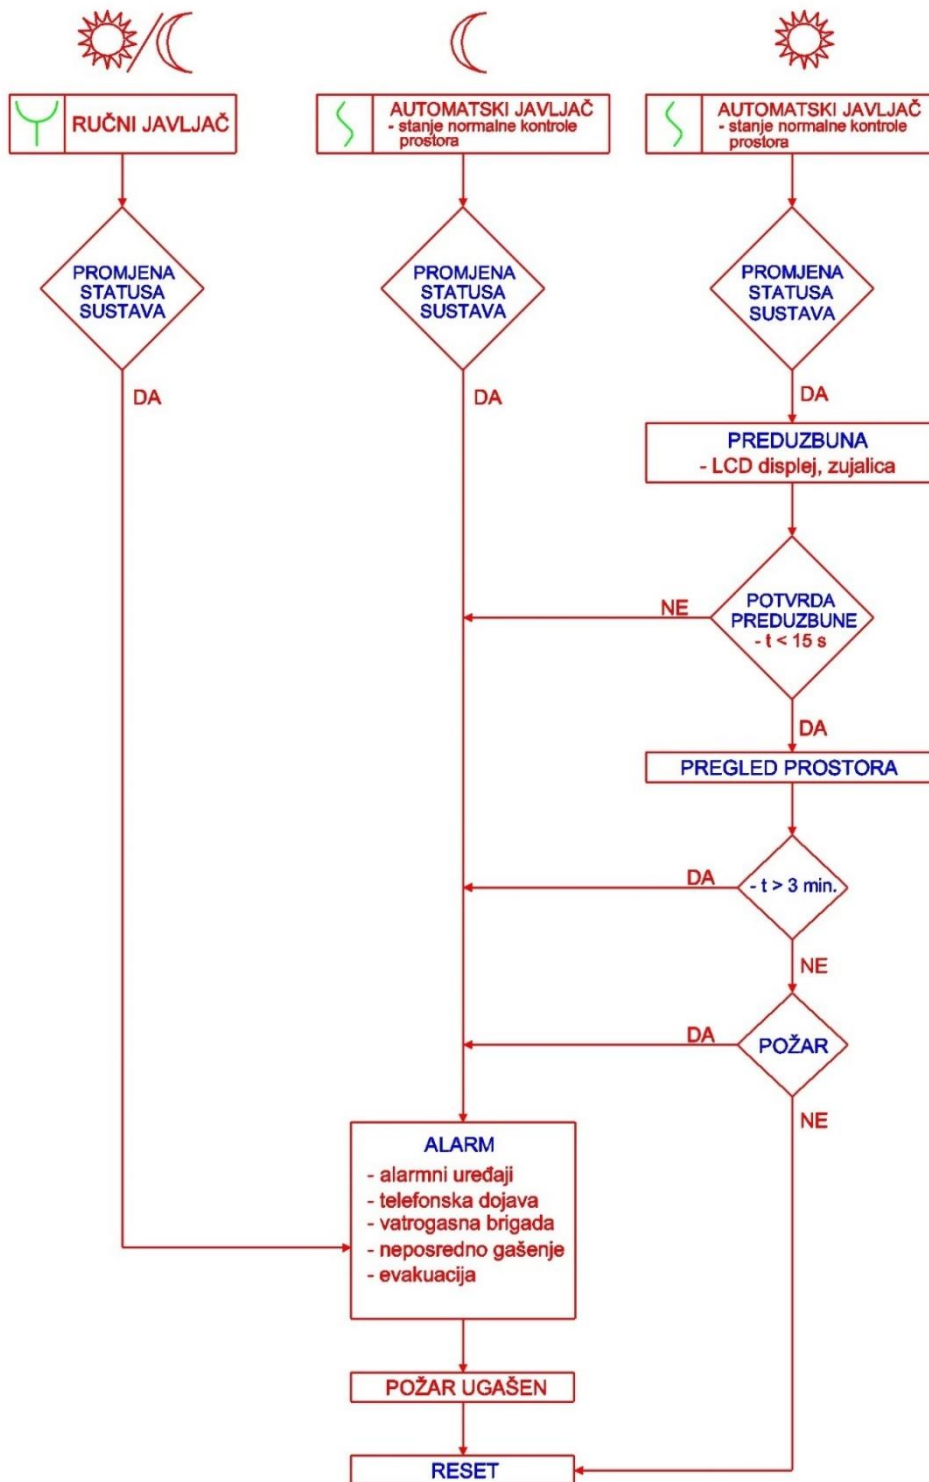 RUČNI JAVLJAČ
AUTOMATSKI JAVLJAČ
- stanje normalne kontrole
prostora
AUTOMATSKI JAVLJAČ
- stanje normalne kontrole
prostora
PROMJENA
STATUSA
SUSTAVA
PROMJENA
STATUSA
SUSTAVA
PROMJENA
STATUSA
SUSTAVA
DA
DA
DA
PREDUZBUNA
- LCD displej, zujalica
NE
POTVRDA
PREDUZBUNE
- t < 15 s
DA
PREGLED PROSTORA
DA
- t > 3 min.
NE
DA
POŽAR
NE
ALARM
- alarmni uređaji
- telefonska dojava
- vatrogasna brigada
- neposredno gašenje
- evakuacija
POŽAR UGAŠEN
RESET